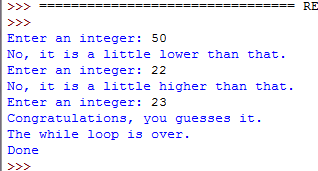 >>> ================================ RE
>>>
Enter an integer: 50
No, it is a little lower than that.
Enter an integer: 22
No, it is a little higher than that.
Enter an integer: 23
Congratulations, you guesses it.
The while loop is over.
Done
>>>